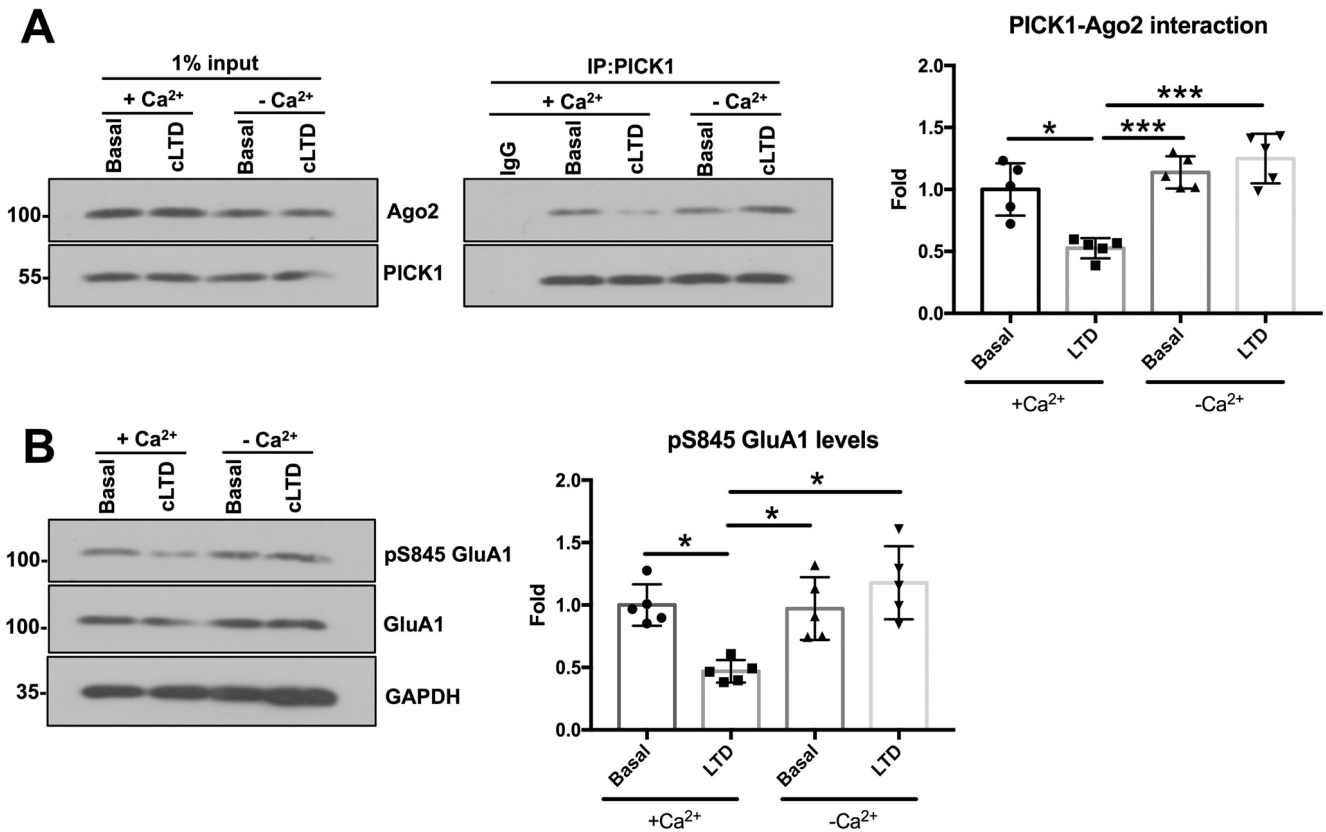 A
1% input
+ Ca2+
- Ca2+
Basal
cLTD
Basal
cLTD
100
Ago2
55
PICK1
IP:PICK1
+ Ca2+
- Ca2+
IgG
Basal
cLTD
Basal
cLTD
PICK1-Ago2 interaction
Fold
2.0
1.5
1.0
0.5
0.0
*
***
***
Basal
LTD
Basal
LTD
+Ca2+
-Ca2+
B
+ Ca2+
- Ca2+
Basal
cLTD
Basal
cLTD
100
pS845 GluA1
100
GluA1
35
GAPDH
pS845 GluA1 levels
Fold
2.0
1.5
1.0
0.5
0.0
*
*
*
Basal
LTD
Basal
LTD
+Ca2+
-Ca2+